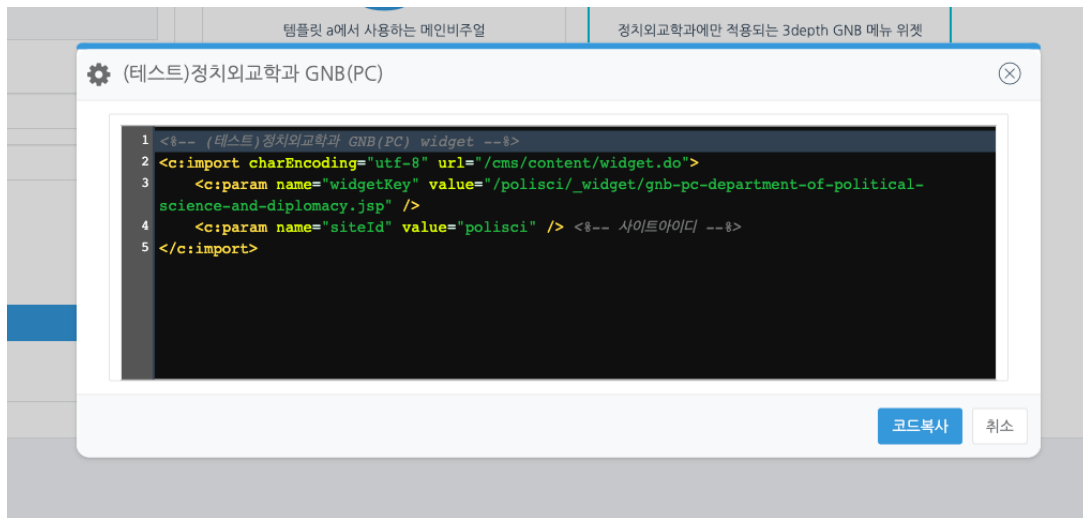 템플릿 a에서 사용하는 메인비주얼
정치외교학과에만 적용되는 3depth GNB 메뉴 위젯
(테스트)정치외교학과 GNB(PC)
1 <%-- (테스트)정치외교학과 GNB(PC) widget --%>
2 <c:import charEncoding="utf-8" url="/cms/content/widget.do">
3     <c:param name="widgetKey" value="/polisci/_widget/gnb-pc-department-of-political-
science-and-diplomacy.jsp" />
4     <c:param name="siteId" value="polisci" /> <%-- 사이트아이디 --%>
5 </c:import>
코드복사
취소